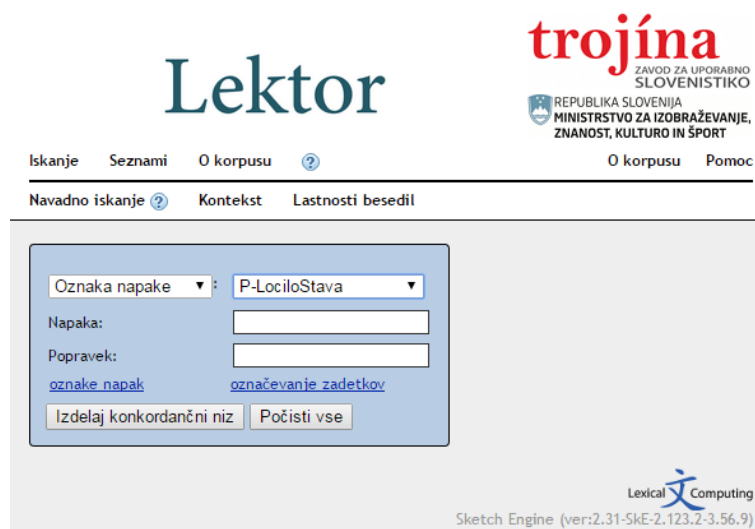 Lektor
trojína
ZAVOD ZA UPORABNO
SLOVENISTIKO
REPUBLIKA SLOVENIJA
MINISTRSTVO ZA IZOBRAŽEVANJE,
ZNANOST, KULTURO IN ŠPORT
Iskanje Seznami O korpusu ? O korpusu Pomoc
Navadno iskanje ? Kontekst Lastnosti besedil
Oznaka napake : P-LociloStava
Napaka:
Popravek:
oznake napak označevanje zadetkov
Izdelaj konkordančni niz Počisti vse
Lexical Computing
Sketch Engine (ver:2.31-SkE-2.123.2-3.56.9)